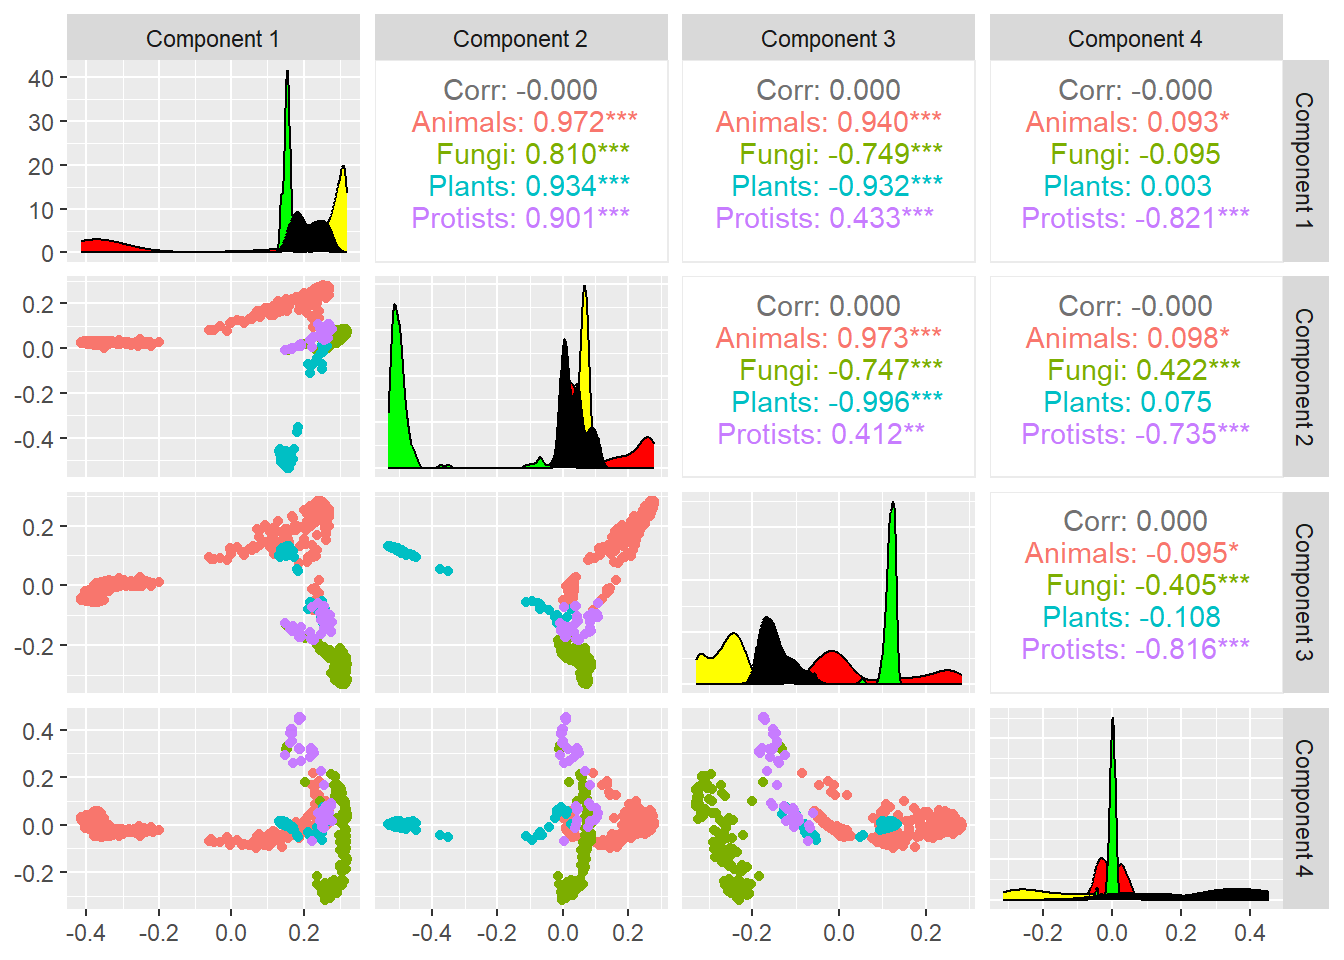 Component 1
Component 2
Component 3
Component 4
40
30
20
10
0
Corr: -0.000
Animals: 0.972***
Fungi: 0.810***
Plants: 0.934***
Protists: 0.901***
Corr: 0.000
Animals: 0.940***
Fungi: -0.749***
Plants: -0.932***
Protists: 0.433***
Corr: -0.000
Animals: 0.093*
Fungi: -0.095
Plants: 0.003
Protists: -0.821***
Component 1
0.2
0.0
-0.2
-0.4
Corr: 0.000
Animals: 0.973***
Fungi: -0.747***
Plants: -0.996***
Protists: 0.412**
Corr: -0.000
Animals: 0.098*
Fungi: 0.422***
Plants: 0.075
Protists: -0.735***
Component 2
0.2
0.0
-0.2
Corr: 0.000
Animals: -0.095*
Fungi: -0.405***
Plants: -0.108
Protists: -0.816***
Component 3
0.4
0.2
0.0
-0.2
Component 4
-0.4 -0.2 0.0 0.2
-0.4 -0.2 0.0 0.2
-0.2 0.0 0.2
-0.2 0.0 0.2 0.4